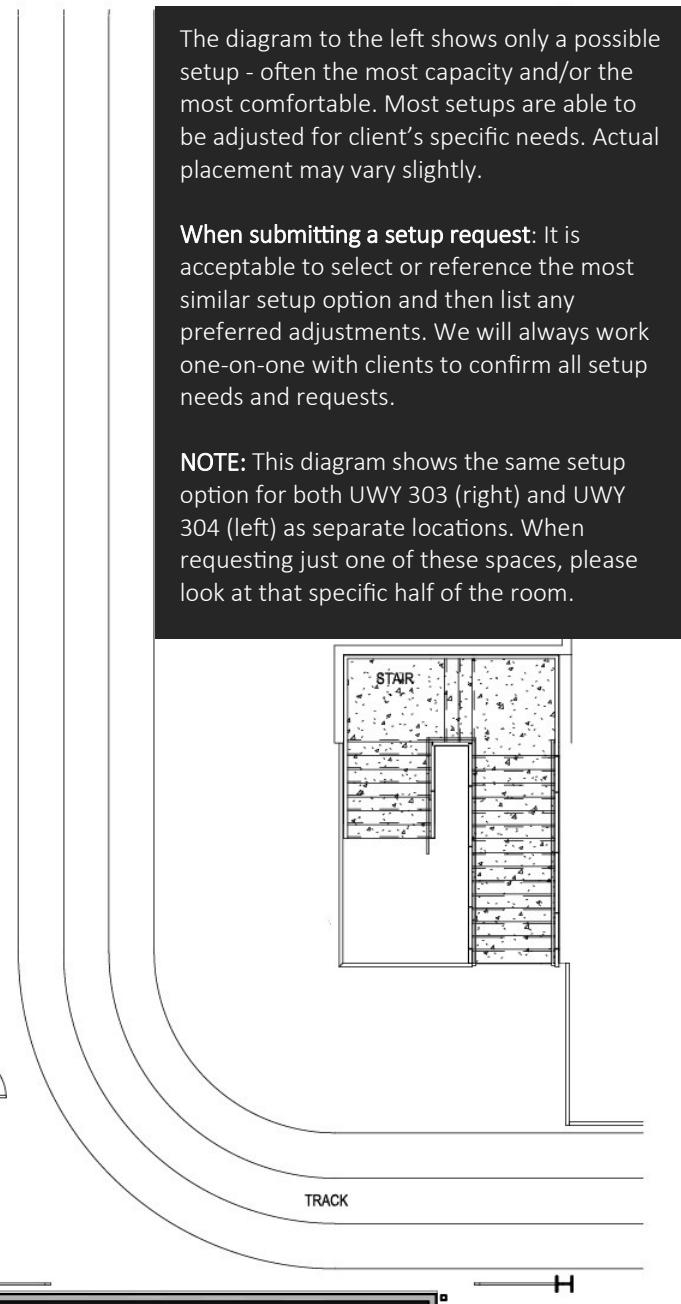 The diagram to the left shows only a possible
setup - often the most capacity and/or the
most comfortable. Most setups are able to
be adjusted for client’s specific needs. Actual
placement may vary slightly.
When submitting a setup request: It is
acceptable to select or reference the most
similar setup option and then list any
preferred adjustments. We will always work
one-on-one with clients to confirm all setup
needs and requests.
NOTE: This diagram shows the same setup
option for both UWY 303 (right) and UWY
304 (left) as separate locations. When
requesting just one of these spaces, please
look at that specific half of the room.
STAIR
TRACK